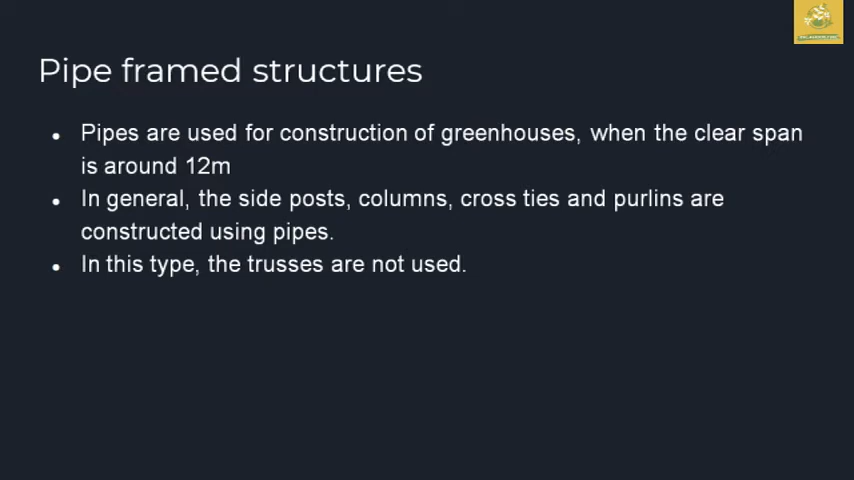 Pipe framed structures
• Pipes are used for construction of greenhouses, when the clear span
is around 12m
• In general, the side posts, columns, cross ties and purlins are
constructed using pipes.
• In this type, the trusses are not used.